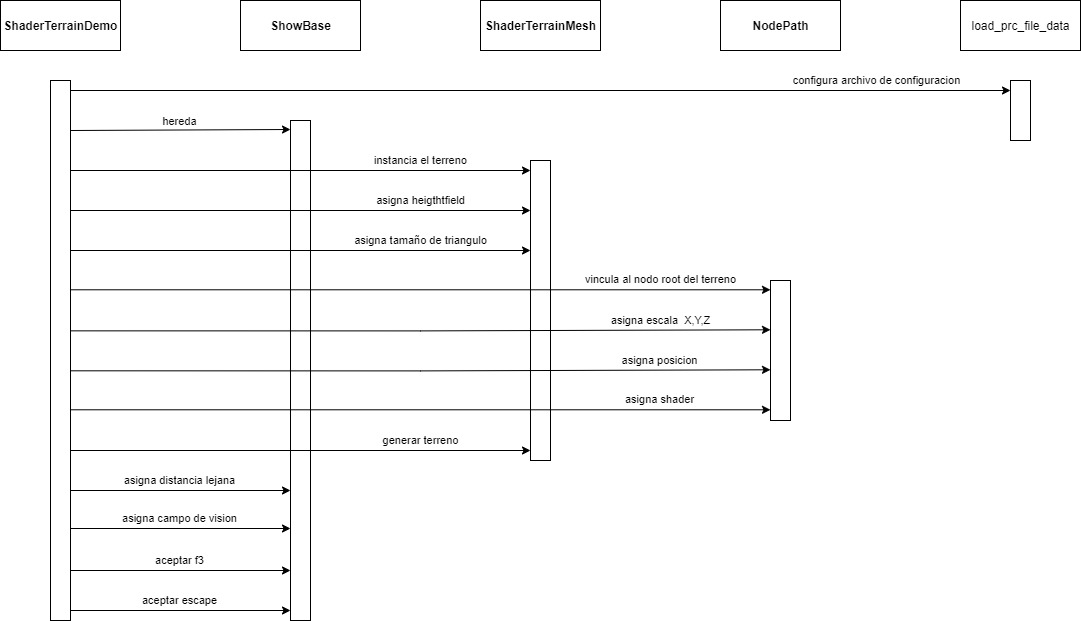 ShaderTerrainDemo
ShowBase
ShaderTerrainMesh
NodePath
load_prc_file_data
configura archivo de configuracion
hereda
instancia el terreno
asigna heigthtfield
asigna tamaño de triangulo
vincula al nodo root del terreno
asigna escala X,Y,Z
asigna posicion
asigna shader
generar terreno
asigna distancia lejana
asigna campo de vision
aceptar f3
aceptar escape